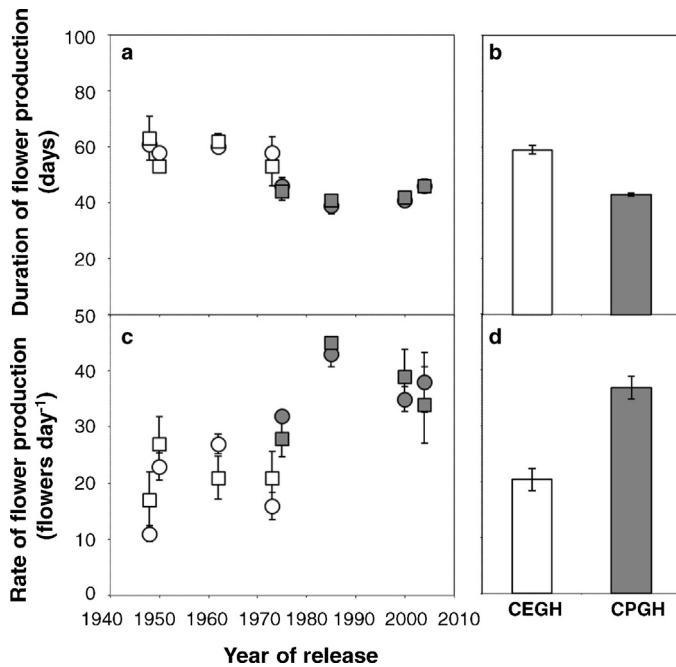 a
b
Duration of flower production
(days)
100
80
60
40
20
50
c
d
Rate of flower production
(flowers day⁻¹)
40
30
20
10
0
1940 1950 1960 1970 1980 1990 2000 2010
CEGH CPGH
Year of release